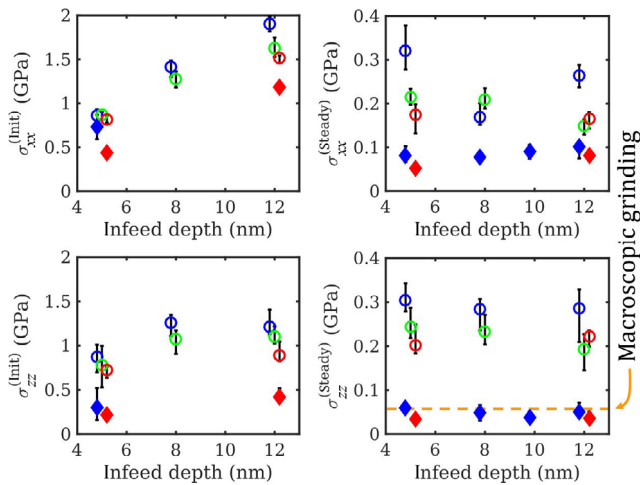 2
1.5
1
0.5
0
σxx(Init) (GPa)
4 6 8 10 12 14
Infeed depth (nm)
0.4
0.3
0.2
0.1
0
σxx(Steady) (GPa)
4 6 8 10 12 14
Infeed depth (nm)
2
1.5
1
0.5
0
σzz(Init) (GPa)
4 6 8 10 12 14
Infeed depth (nm)
0.4
0.3
0.2
0.1
0
σzz(Steady) (GPa)
4 6 8 10 12 14
Infeed depth (nm)
Macroscopic grinding